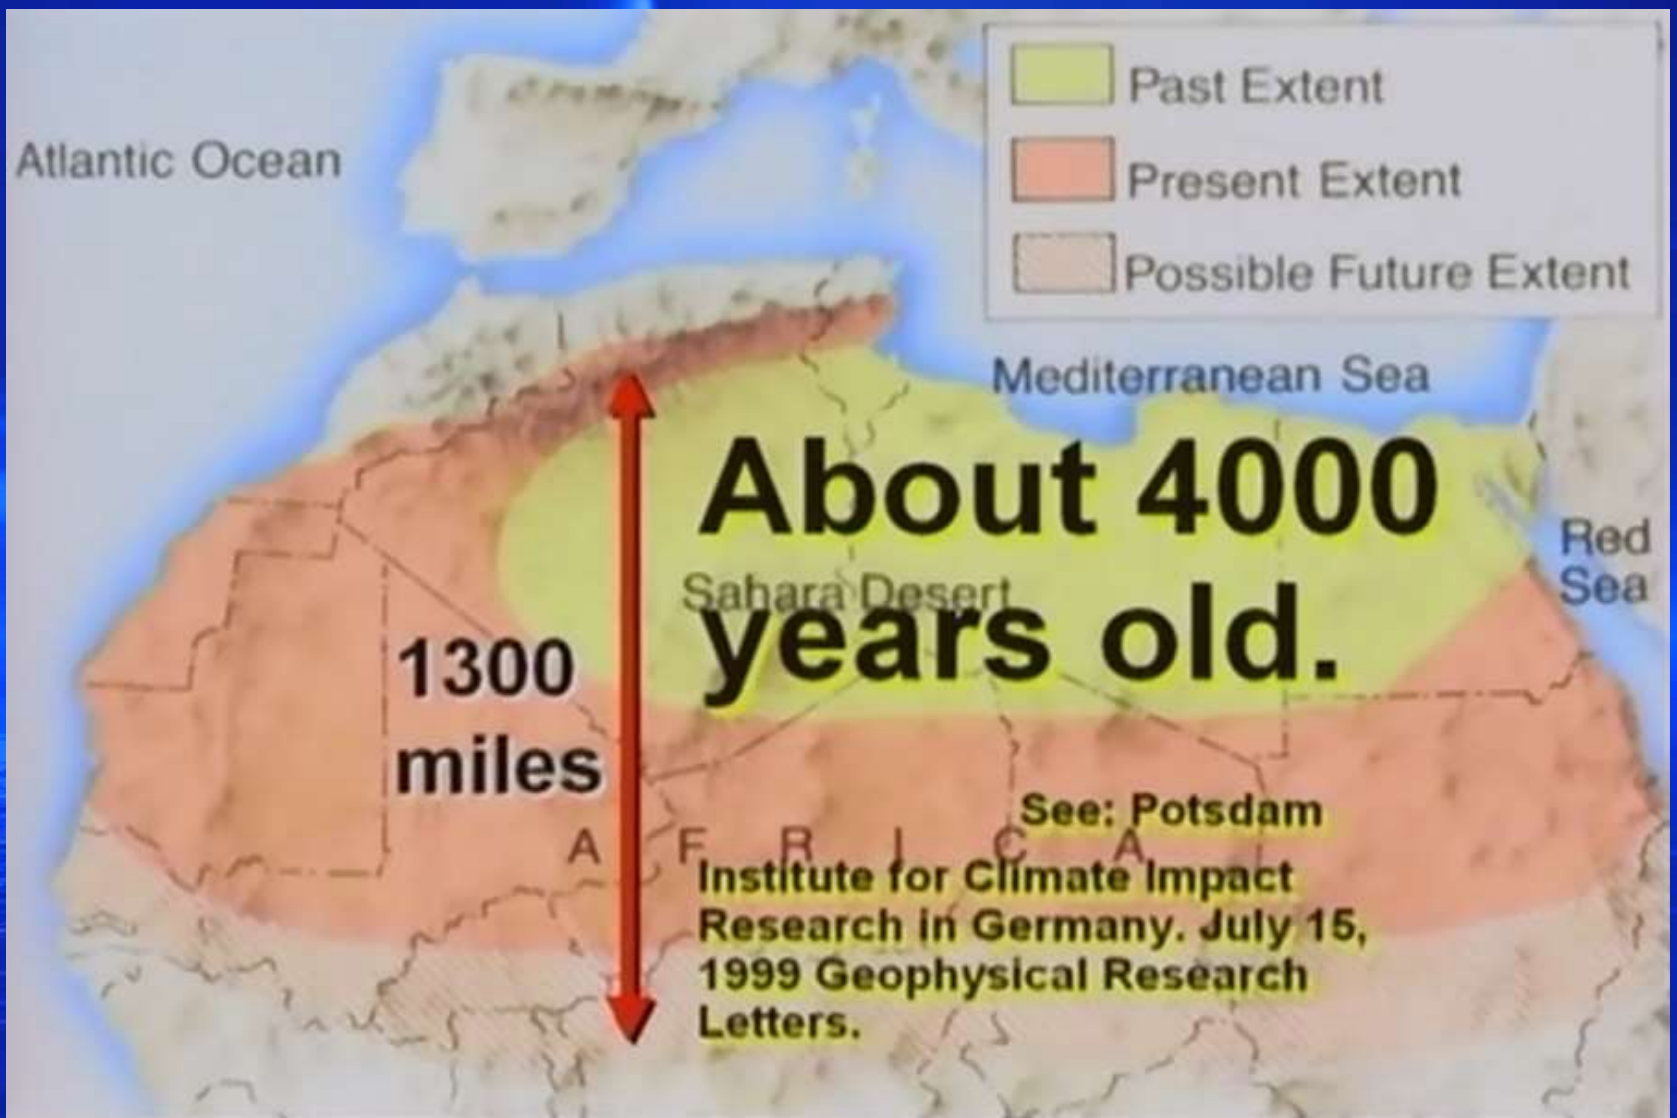 Past Extent
Present Extent
Possible Future Extent
Atlantic Ocean
Mediterranean Sea
Red
Sea
About 4000
Sahara Desert
years old.
1300
miles
A F R I C A
See: Potsdam
Institute for Climate Impact
Research in Germany. July 15,
1999 Geophysical Research
Letters.